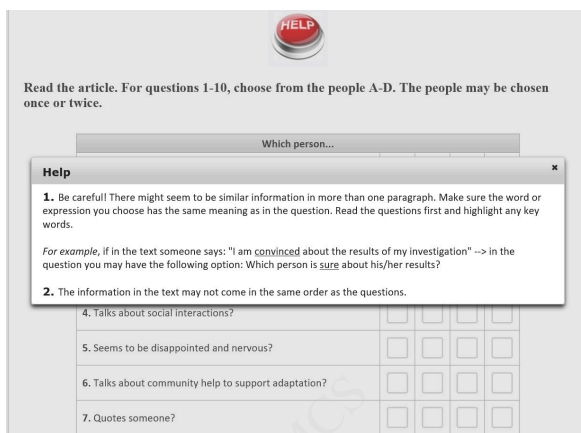 HELP
Read the article. For questions 1-10, choose from the people A-D. The people may be chosen
once or twice.
Which person...
Help
×
1. Be careful! There might seem to be similar information in more than one paragraph. Make sure the word or
expression you choose has the same meaning as in the question. Read the questions first and highlight any key
words.
For example, if in the text someone says: "I am convinced about the results of my investigation" --> in the
question you may have the following option: Which person is sure about his/her results?
2. The information in the text may not come in the same order as the questions.
4. Talks about social interactions?
5. Seems to be disappointed and nervous?
6. Talks about community help to support adaptation?
7. Quotes someone?